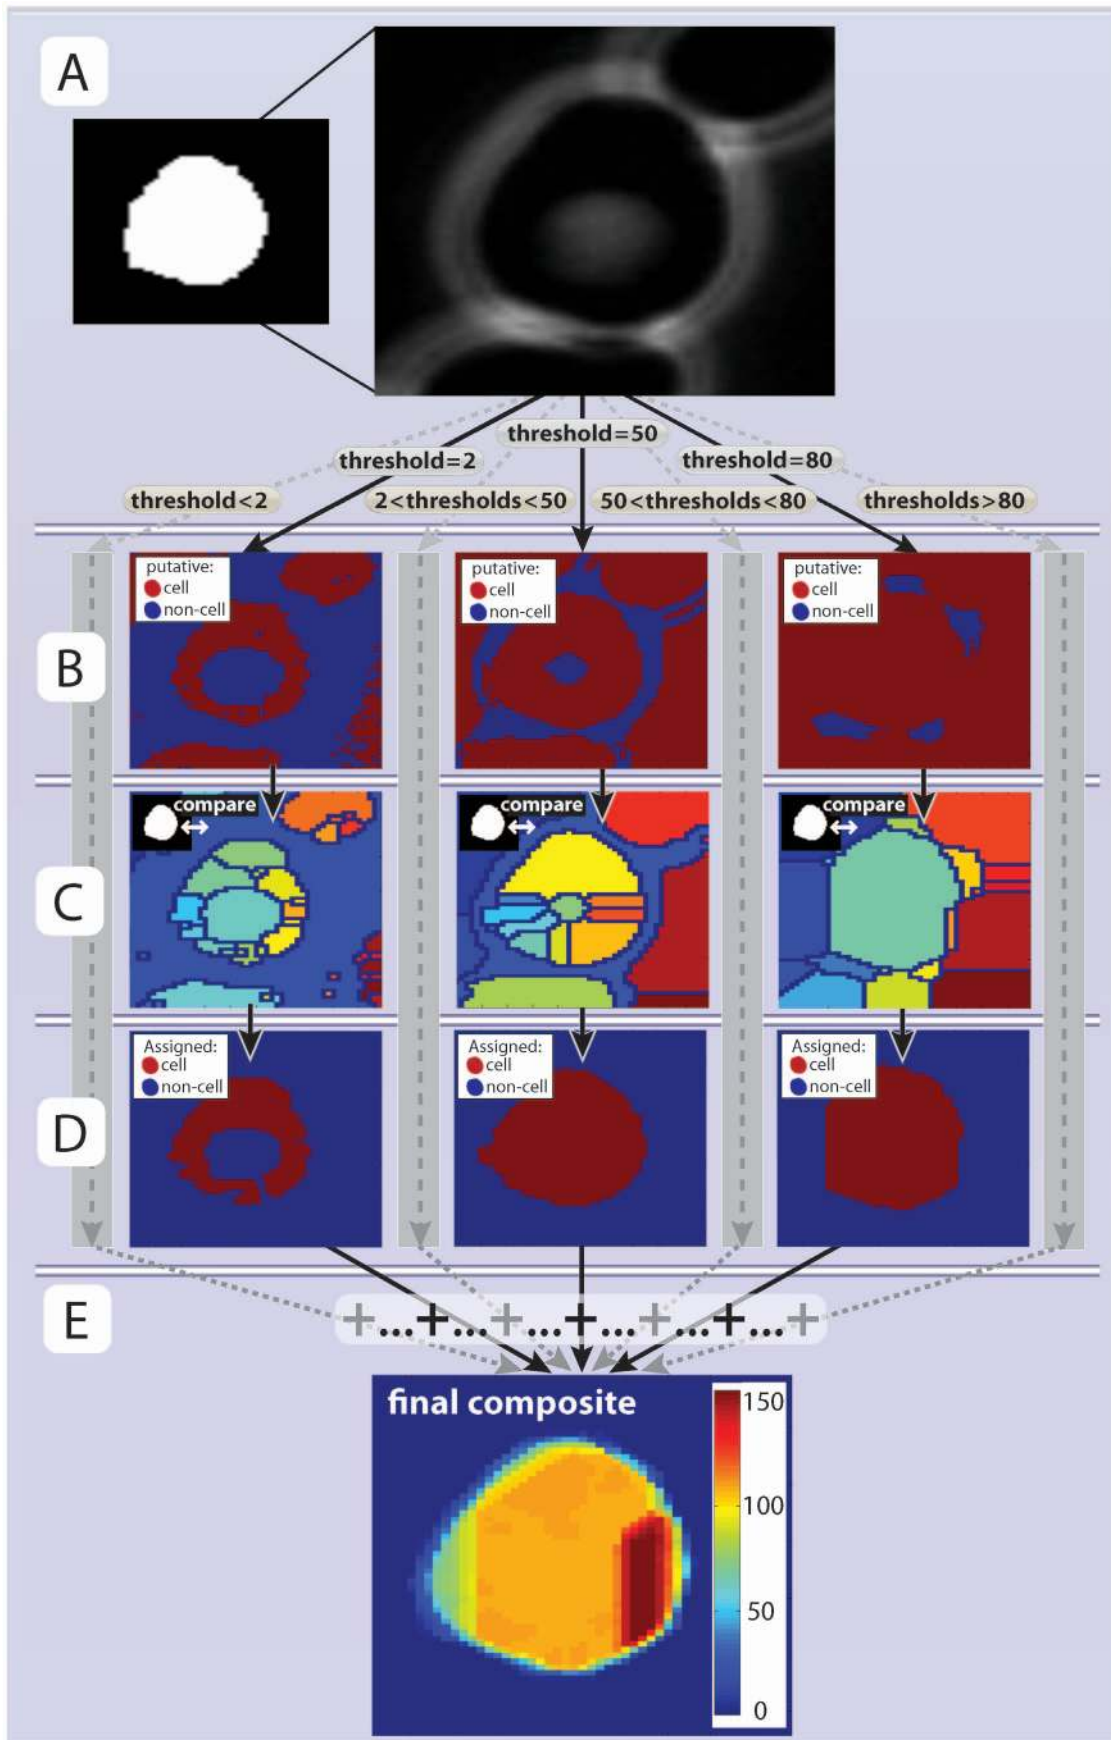 A
threshold=50
threshold=2
threshold=80
threshold<2
2<thresholds<50
50<thresholds<80
thresholds>80
B
putative:
cell
non-cell
putative:
cell
non-cell
putative:
cell
non-cell
C
compare
compare
compare
D
Assigned:
cell
non-cell
Assigned:
cell
non-cell
Assigned:
cell
non-cell
E
+...+...+...+...+...+...+
final composite
150
100
50
0